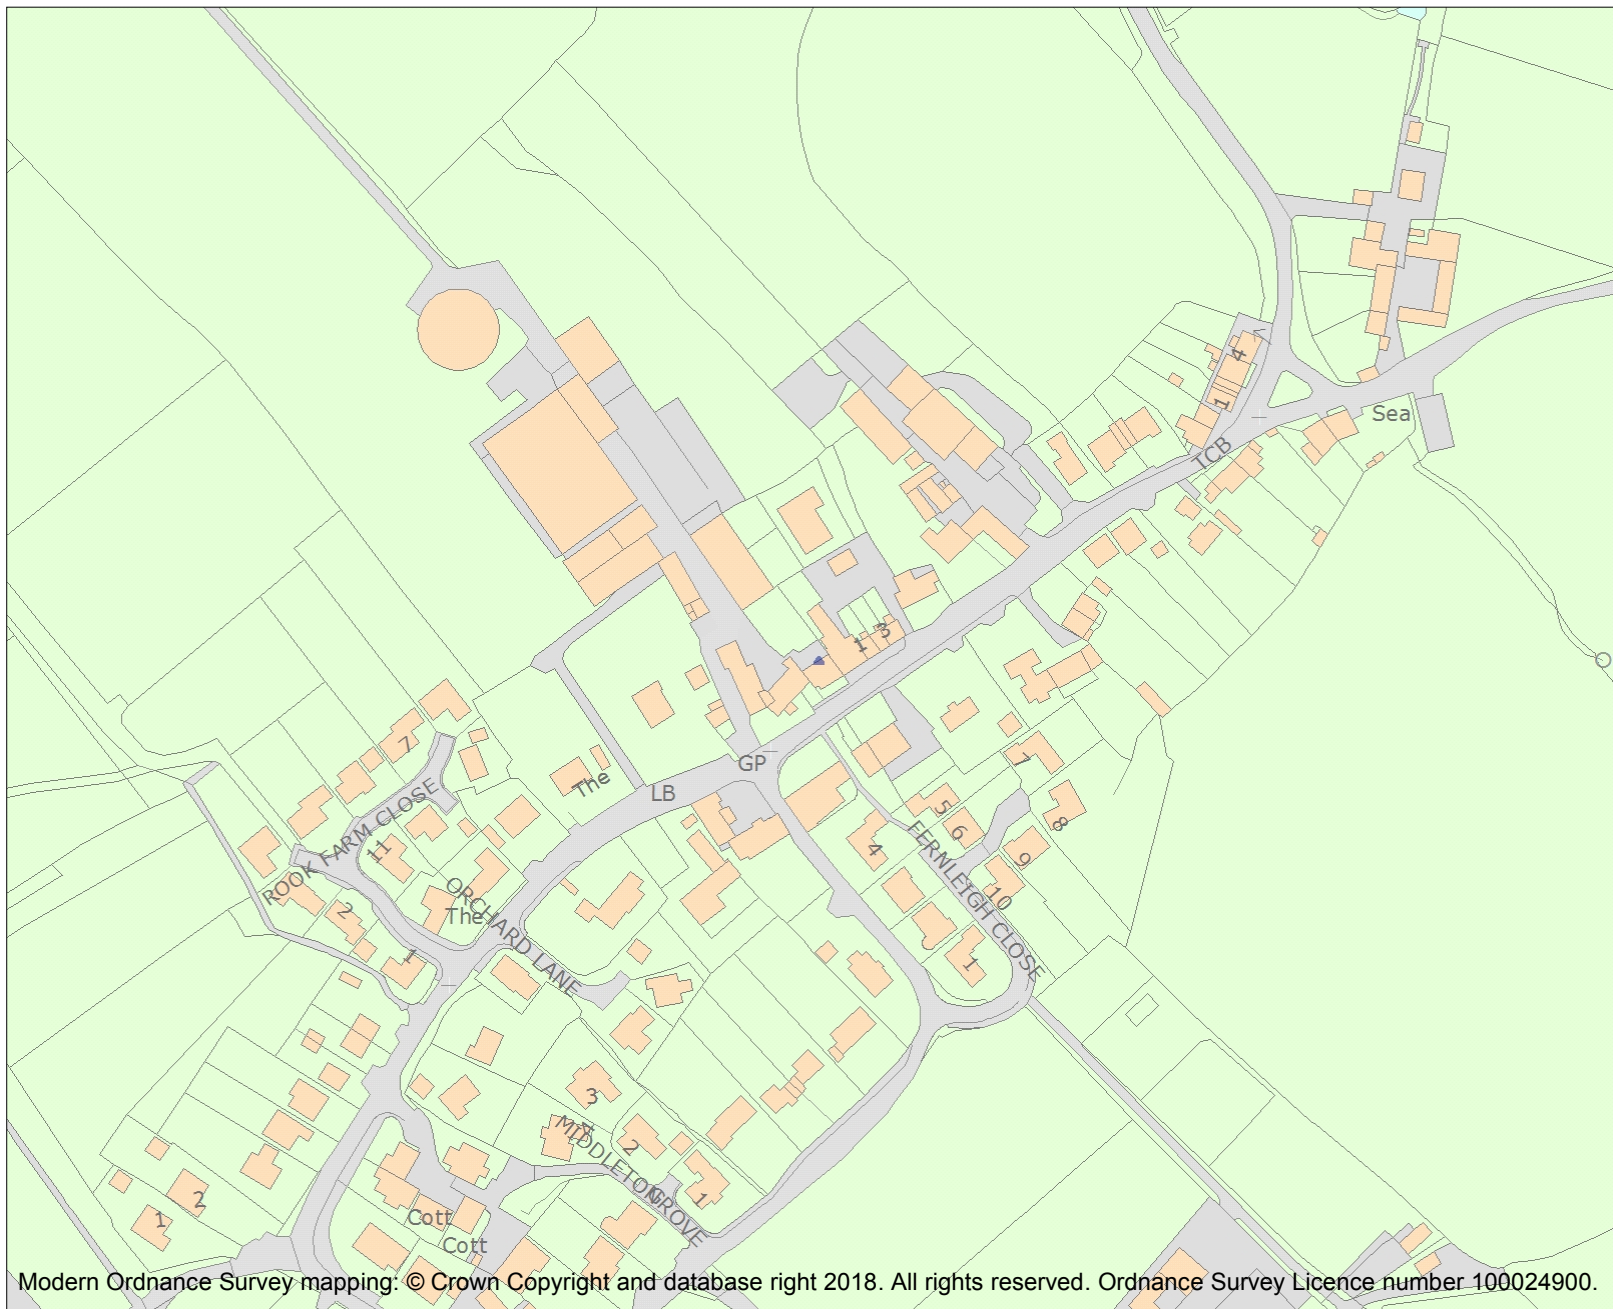 4
1
Sea
TCB
3
1
7
GP
The
LB
7
5
6
8
ROOK FARM CLOSE
11
4
FERNLEIGH CLOSE
9
10
2
ORCHARD LANE
The
1
1
3
4
2
MIDDLETON GROVE
1
2
1
Cott
Cott
Modern Ordnance Survey mapping: © Crown Copyright and database right 2018. All rights reserved. Ordnance Survey Licence number 100024900.